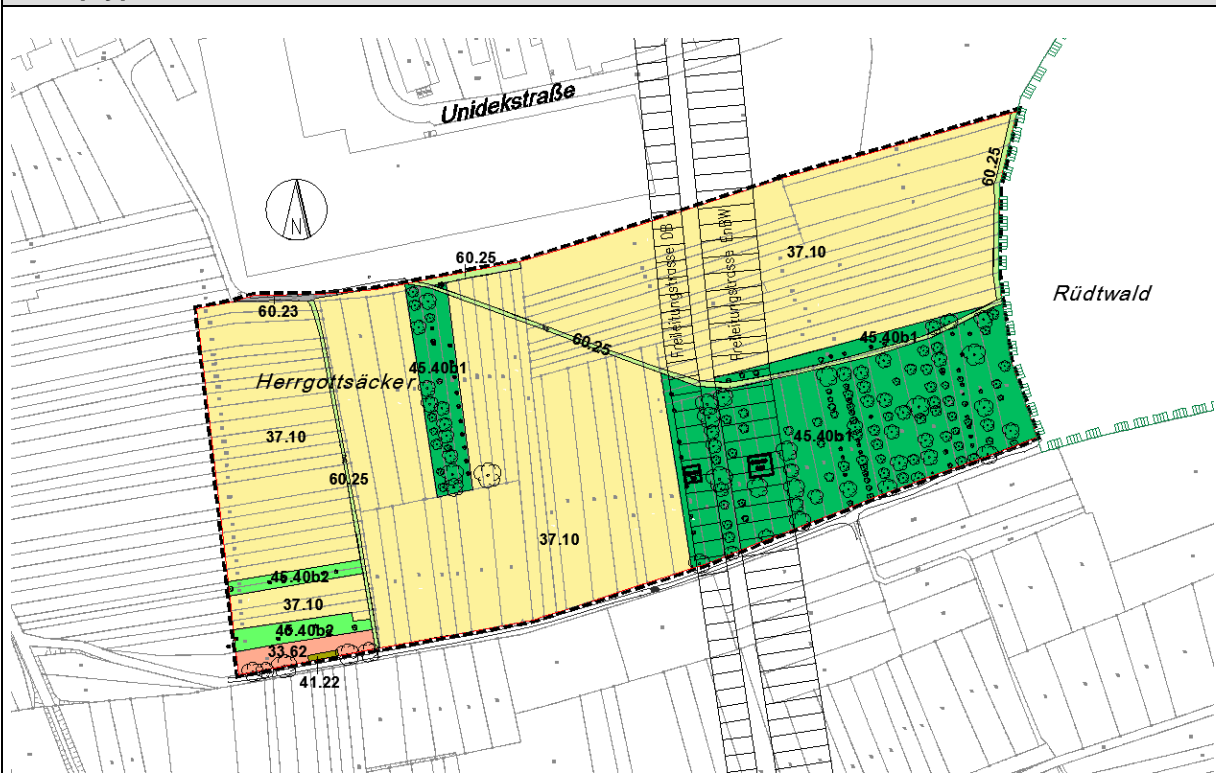 Unidekstraße
N
60.25
60.25
37.10
Freileitungstrasse DB
Freileitungstrasse EnBW
Rüdtwald
60.23
60.25
45.40b1
45.40b1
Herrgottsäcker
37.10
45.40b1
60.25
37.10
45.40b2
37.10
45.40b2
33.62
41.22